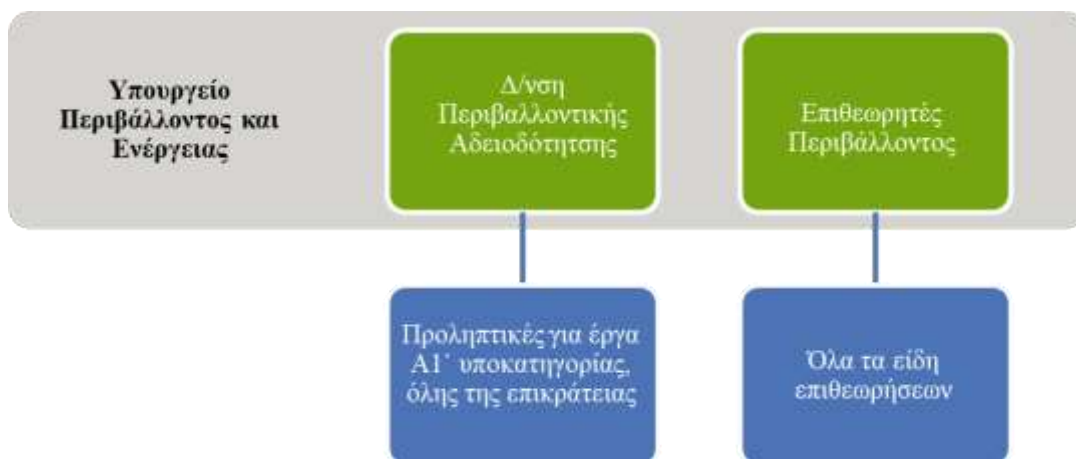 Υπουργείο
Περιβάλλοντος και
Ενέργειας
Δ/νση
Περιβαλλοντικής
Αδειοδότητσης
Επιθεωρητές
Περιβάλλοντος
Προληπτικές για έργα
Α1΄ υποκατηγορίας,
όλης της επικράτειας
Όλα τα είδη
επιθεωρήσεων